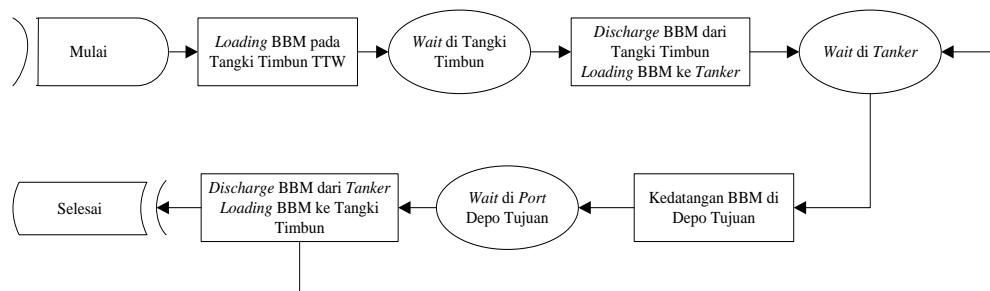 Mulai
Loading BBM pada
Tangki Timbun TTW
Wait di Tangki
Timbun
Discharge BBM dari
Tangki Timbun
Loading BBM ke Tanker
Wait di Tanker
Selesai
Discharge BBM dari Tanker
Loading BBM ke Tangki
Timbun
Wait di Port
Depo Tujuan
Kedatangan BBM di
Depo Tujuan